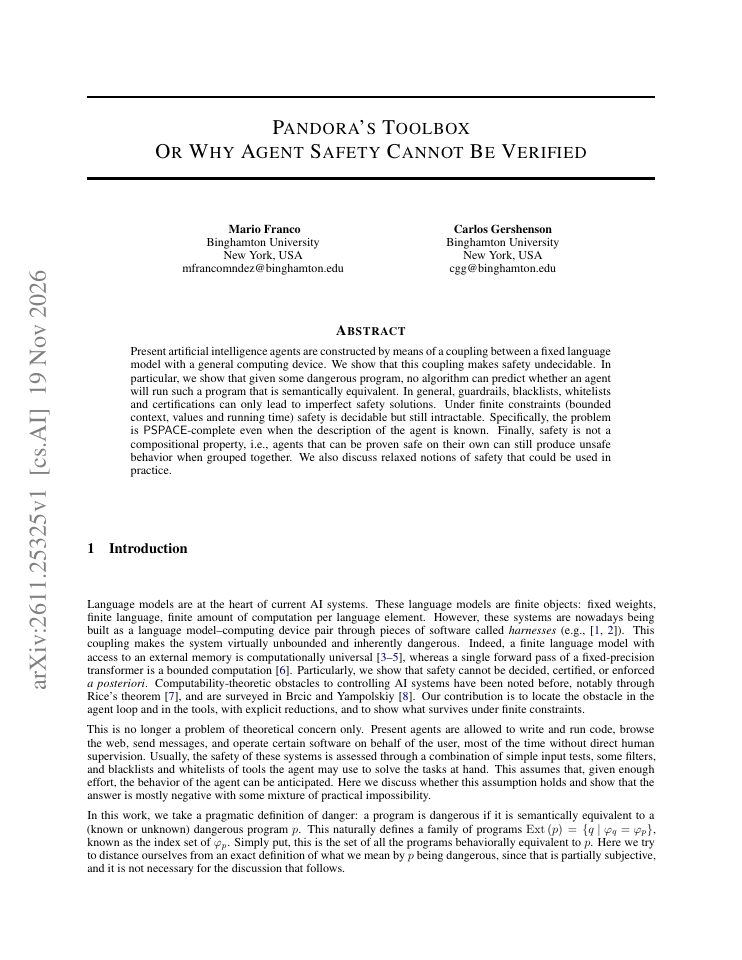 arXiv:2611.25325v1 [cs.AI] 19 Nov 2026
PANDORA'S TOOLBOX
OR WHY AGENT SAFETY CANNOT BE VERIFIED
Mario Franco
Binghamton University
New York, USA
mfrancomndez@binghamton.edu
Carlos Gershenson
Binghamton University
New York, USA
cgg@binghamton.edu
ABSTRACT
Present artificial intelligence agents are constructed by means of a coupling between a fixed language
model with a general computing device. We show that this coupling makes safety undecidable. In
particular, we show that given some dangerous program, no algorithm can predict whether an agent
will run such a program that is semantically equivalent. In general, guardrails, blacklists, whitelists
and certifications can only lead to imperfect safety solutions. Under finite constraints (bounded
context, values and running time) safety is decidable but still intractable. Specifically, the problem
is PSPACE-complete even when the description of the agent is known. Finally, safety is not a
compositional property, i.e., agents that can be proven safe on their own can still produce unsafe
behavior when grouped together. We also discuss relaxed notions of safety that could be used in
practice.
1 Introduction
Language models are at the heart of current AI systems. These language models are finite objects: fixed weights,
finite language, finite amount of computation per language element. However, these systems are nowadays being
built as a language model–computing device pair through pieces of software called harnesses (e.g., [1, 2]). This
coupling makes the system virtually unbounded and inherently dangerous. Indeed, a finite language model with
access to an external memory is computationally universal [3–5], whereas a single forward pass of a fixed-precision
transformer is a bounded computation [6]. Particularly, we show that safety cannot be decided, certified, or enforced
a posteriori. Computability-theoretic obstacles to controlling AI systems have been noted before, notably through
Rice's theorem [7], and are surveyed in Brcic and Yampolskiy [8]. Our contribution is to locate the obstacle in the
agent loop and in the tools, with explicit reductions, and to show what survives under finite constraints.
This is no longer a problem of theoretical concern only. Present agents are allowed to write and run code, browse
the web, send messages, and operate certain software on behalf of the user, most of the time without direct human
supervision. Usually, the safety of these systems is assessed through a combination of simple input tests, some filters,
and blacklists and whitelists of tools the agent may use to solve the tasks at hand. This assumes that, given enough
effort, the behavior of the agent can be anticipated. Here we discuss whether this assumption holds and show that the
answer is mostly negative with some mixture of practical impossibility.
In this work, we take a pragmatic definition of danger: a program is dangerous if it is semantically equivalent to a
(known or unknown) dangerous program p. This naturally defines a family of programs Ext (p) = {q | φq = φp},
known as the index set of φp. Simply put, this is the set of all the programs behaviorally equivalent to p. Here we try
to distance ourselves from an exact definition of what we mean by p being dangerous, since that is partially subjective,
and it is not necessary for the discussion that follows.